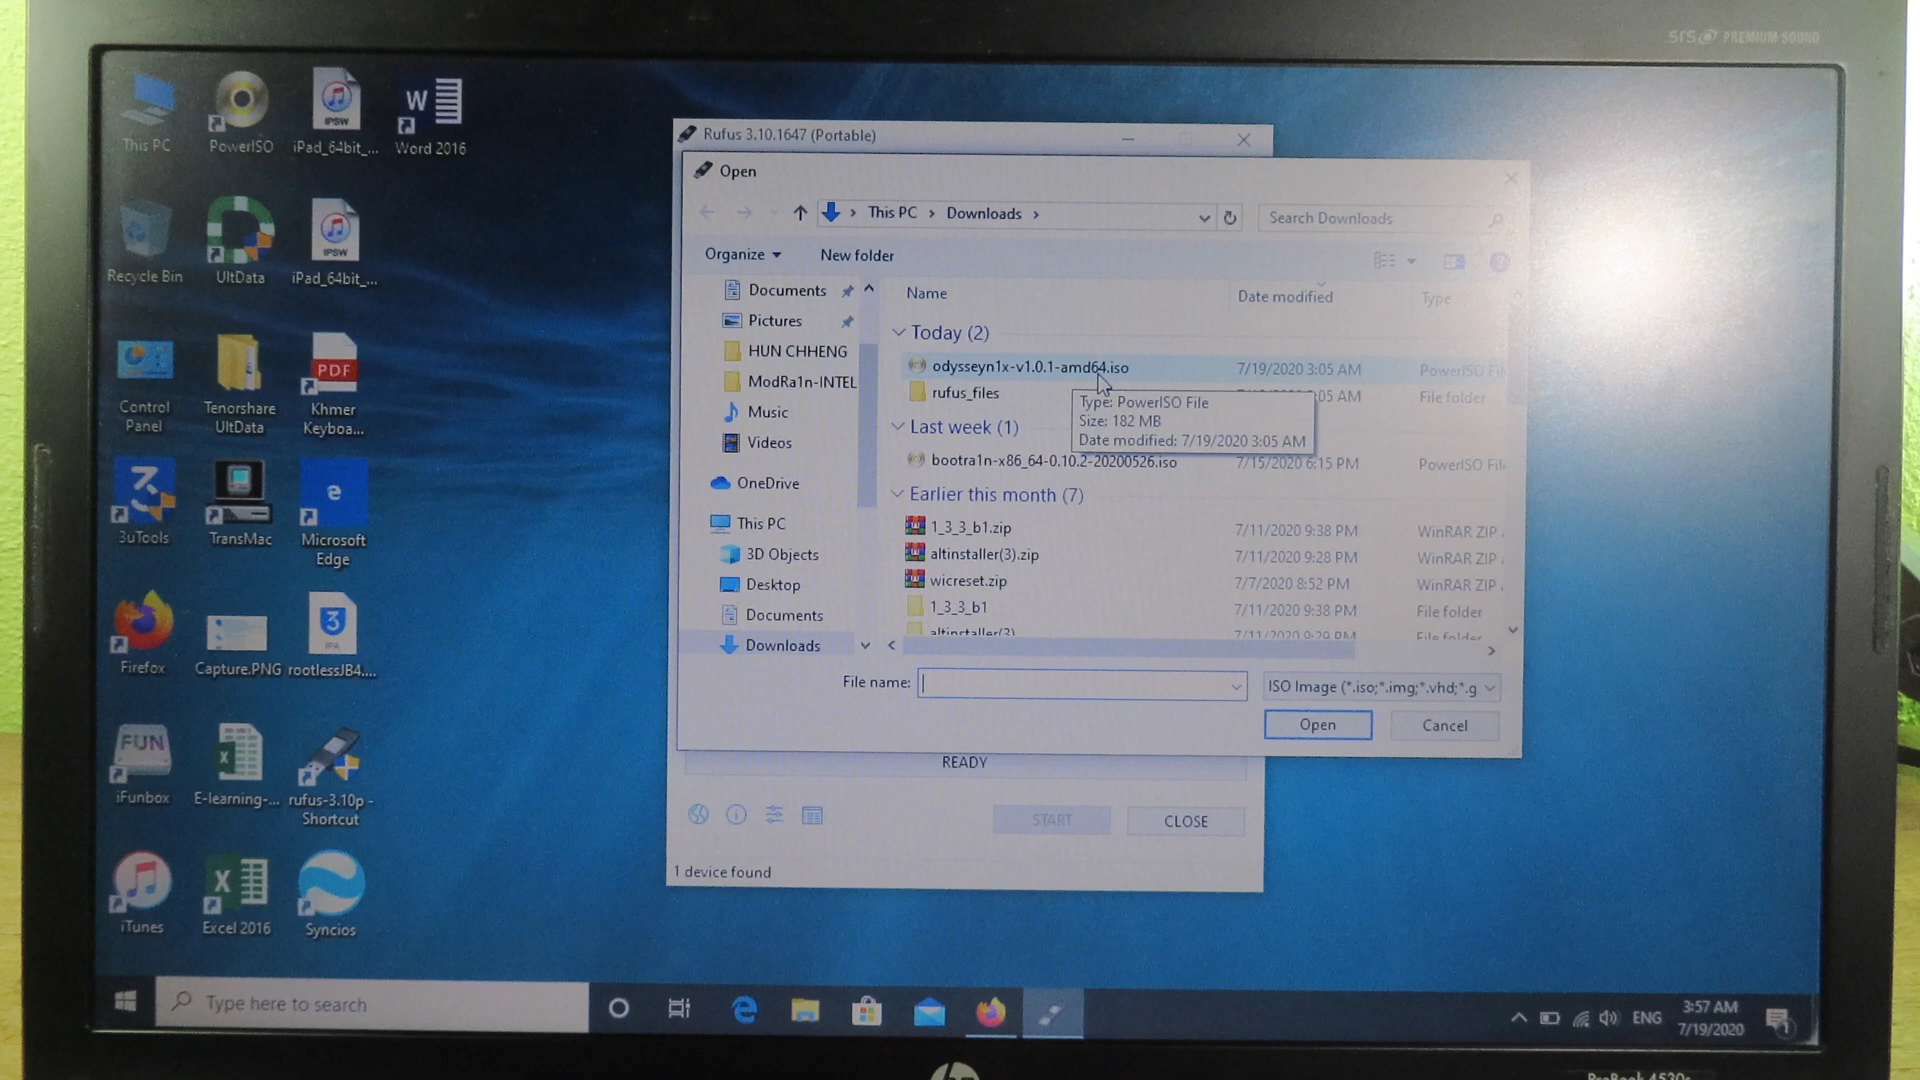 SRS PREMIUM SOUND
This PC
PowerISO
IPSW
iPad_64bit_...
W
Word 2016
Recycle Bin
UltData
IPSW
iPad_64bit_...
Control
Panel
Tenorshare
UltData
PDF
Khmer
Keyboa...
3uTools
TransMac
Microsoft
Edge
Firefox
Capture.PNG
3
IPA
rootlessJB4....
FUN
iFunbox
E-learning-...
rufus-3.10p -
Shortcut
iTunes
Excel 2016
Syncios
Rufus 3.10.1647 (Portable)
Open
This PC > Downloads >
Search Downloads
Organize
New folder
Documents
Pictures
HUN CHHENG
ModRa1n-INTEL
Music
Videos
OneDrive
This PC
3D Objects
Desktop
Documents
Downloads
Name Date modified Type
Today (2)
odysseyn1x-v1.0.1-amd64.iso 7/19/2020 3:05 AM PowerISO Fil
rufus_files :05 AM File folder
Type: PowerISO File
Size: 182 MB
Date modified: 7/19/2020 3:05 AM
Last week (1)
bootra1n-x86_64-0.10.2-20200526.iso 7/15/2020 6:15 PM PowerISO Fil
Earlier this month (7)
1_3_3_b1.zip 7/11/2020 9:38 PM WinRAR ZIP
altinstaller(3).zip 7/11/2020 9:28 PM WinRAR ZIP
wicreset.zip 7/7/2020 8:52 PM WinRAR ZIP
1_3_3_b1 7/11/2020 9:38 PM File folder
altinstaller(3) 7/11/2020 9:29 PM File folder
File name:
ISO Image (*.iso;*.img;*.vhd;*.g
Open
Cancel
READY
START
CLOSE
1 device found
Type here to search
ENG
3:57 AM
7/19/2020
1
hp
ProBook 4530s